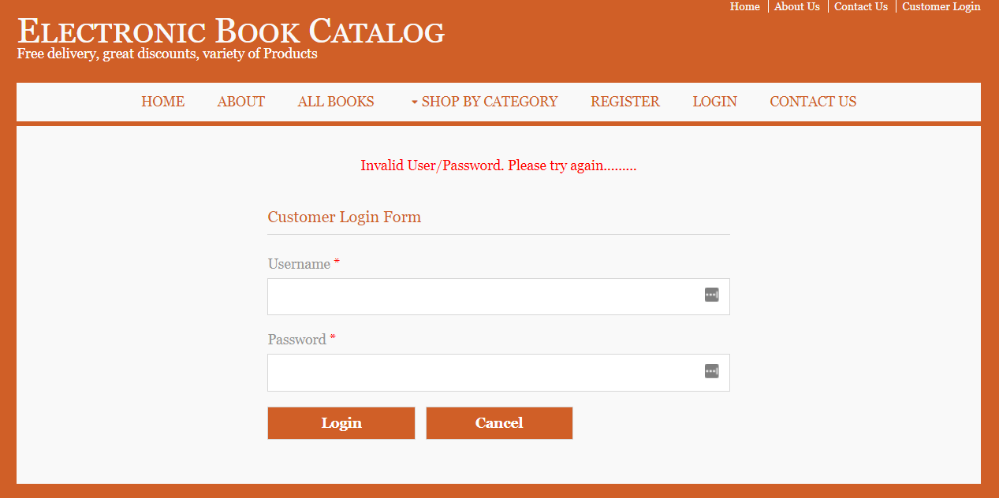 Home About Us Contact Us Customer Login
Electronic Book Catalog
Free delivery, great discounts, variety of Products
HOME ABOUT ALL BOOKS SHOP BY CATEGORY REGISTER LOGIN CONTACT US
Invalid User/Password. Please try again.........
Customer Login Form
Username *
Password *
Login Cancel